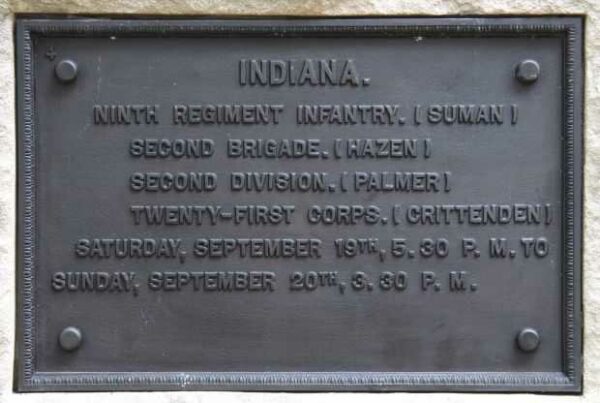 INDIANA.
NINTH REGIMENT INFANTRY. [SUMAN]
SECOND BRIGADE. [HAZEN]
SECOND DIVISION. [PALMER]
TWENTY-FIRST CORPS. [CRITTENDEN]
SATURDAY, SEPTEMBER 19TH, 5.30 P. M. TO
SUNDAY, SEPTEMBER 20TH, 3.30 P. M.